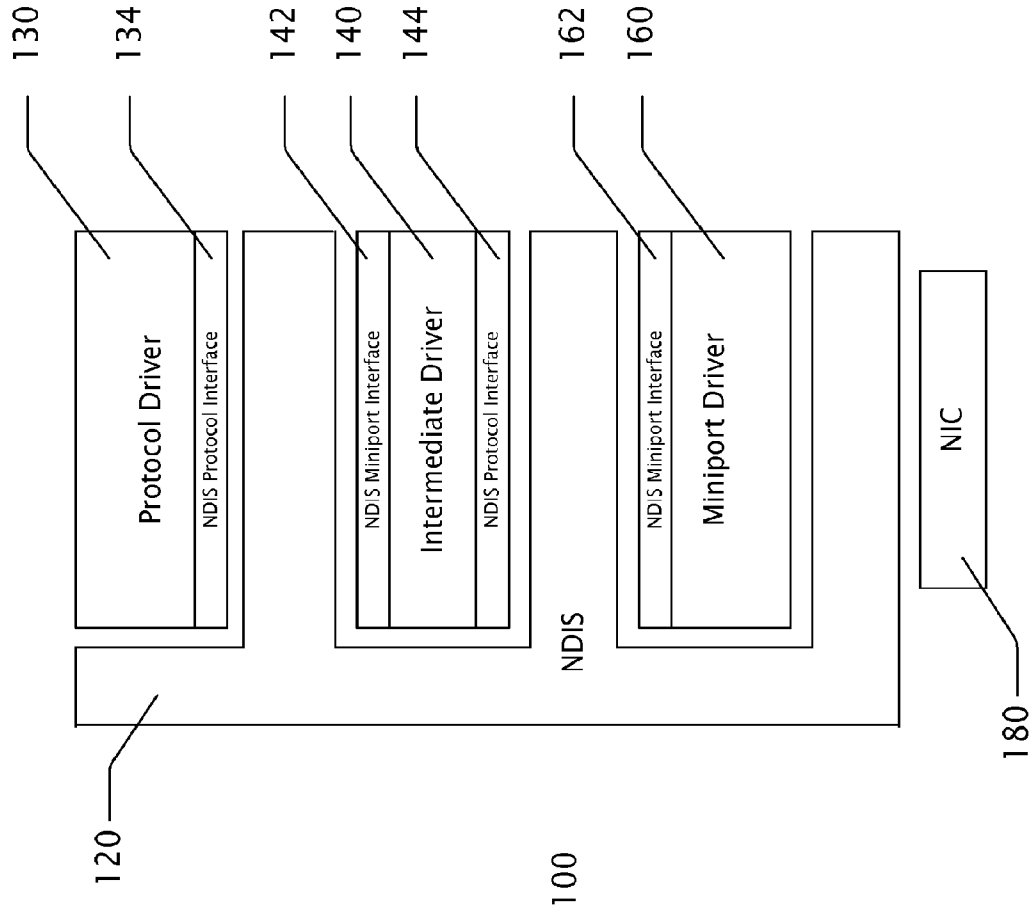 130
134
Protocol Driver
NDIS Protocol Interface
142
140
144
NDIS Miniport Interface
Intermediate Driver
NDIS Protocol Interface
162
160
NDIS Miniport Interface
Miniport Driver
NDIS
120
NIC
180
100